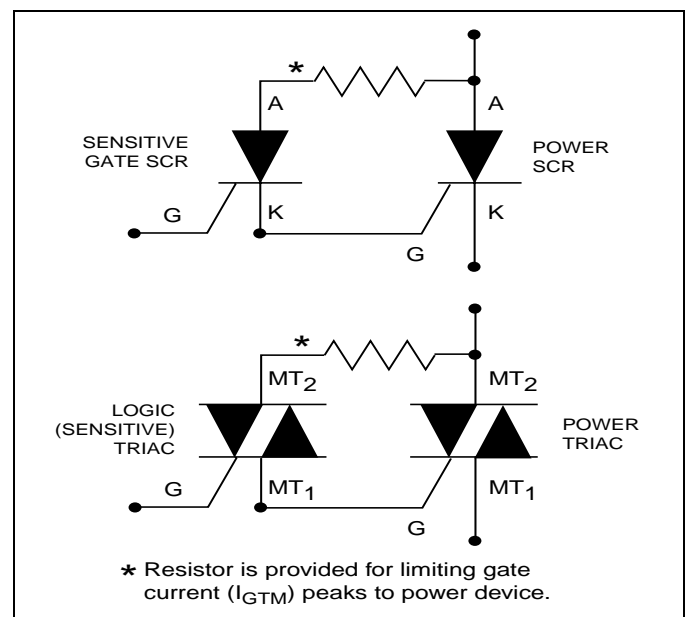 *
A A
SENSITIVE
GATE SCR
POWER
SCR
G K K
G
*
MT2 MT2
LOGIC
(SENSITIVE)
TRIAC
POWER
TRIAC
G MT1 MT1
G
* Resistor is provided for limiting gate
current (IGTM) peaks to power device.